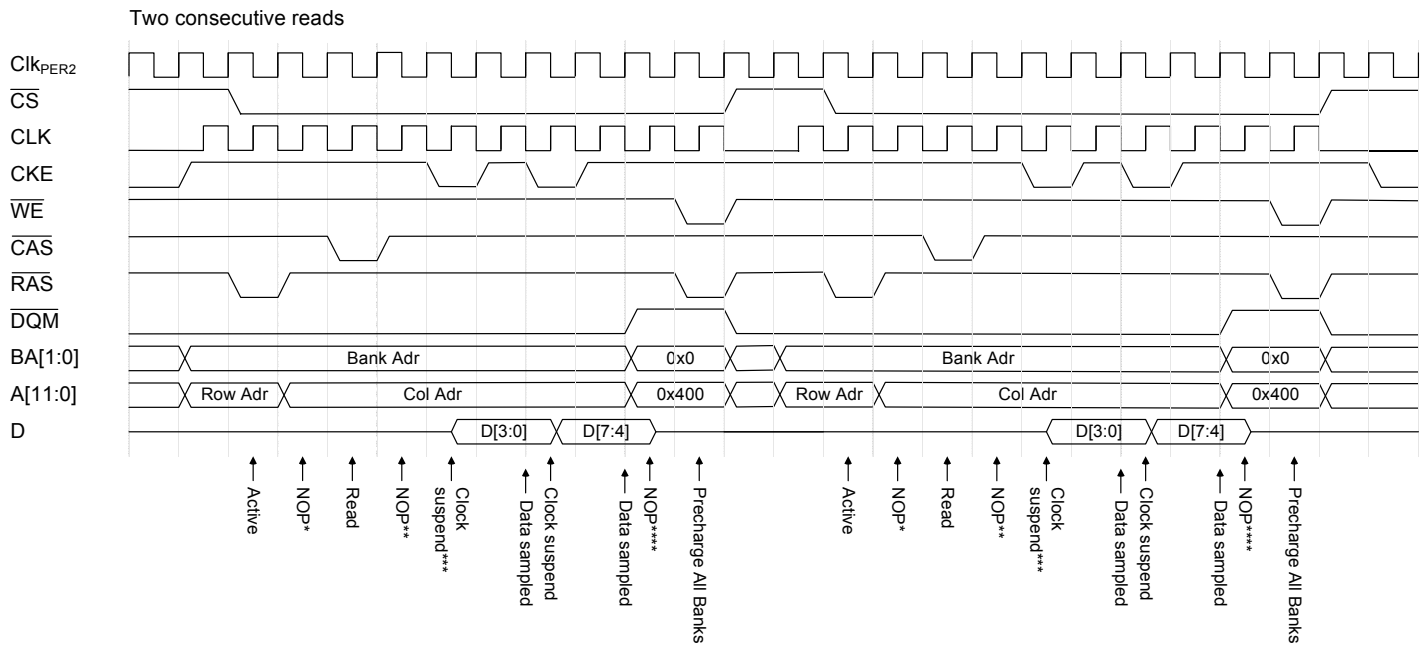 Two consecutive reads
ClkPER2
CS
CLK
CKE
WE
CAS
RAS
DQM
BA[1:0] Bank Adr 0x0 Bank Adr 0x0
A[11:0] Row Adr Col Adr 0x400 Row Adr Col Adr 0x400
D D[3:0] D[7:4] D[3:0] D[7:4]
Active
NOP*
Read
NOP**
Clock
suspend***
Data sampled
Clock suspend
Data sampled
NOP****
Precharge All Banks
Active
NOP*
Read
NOP**
Clock
suspend***
Data sampled
Clock suspend
Data sampled
NOP****
Precharge All Banks